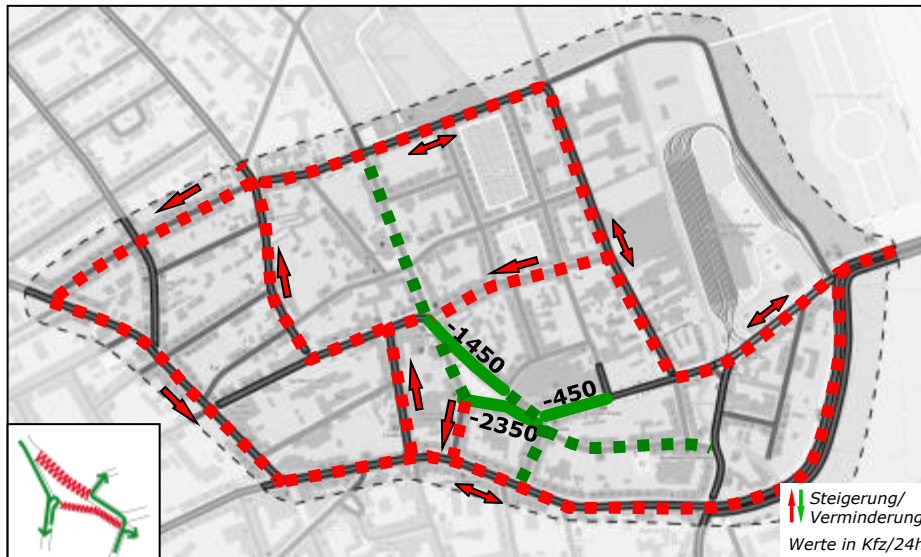 -1450
-450
-2350
Steigerung/
Verminderung
Werte in Kfz/24h